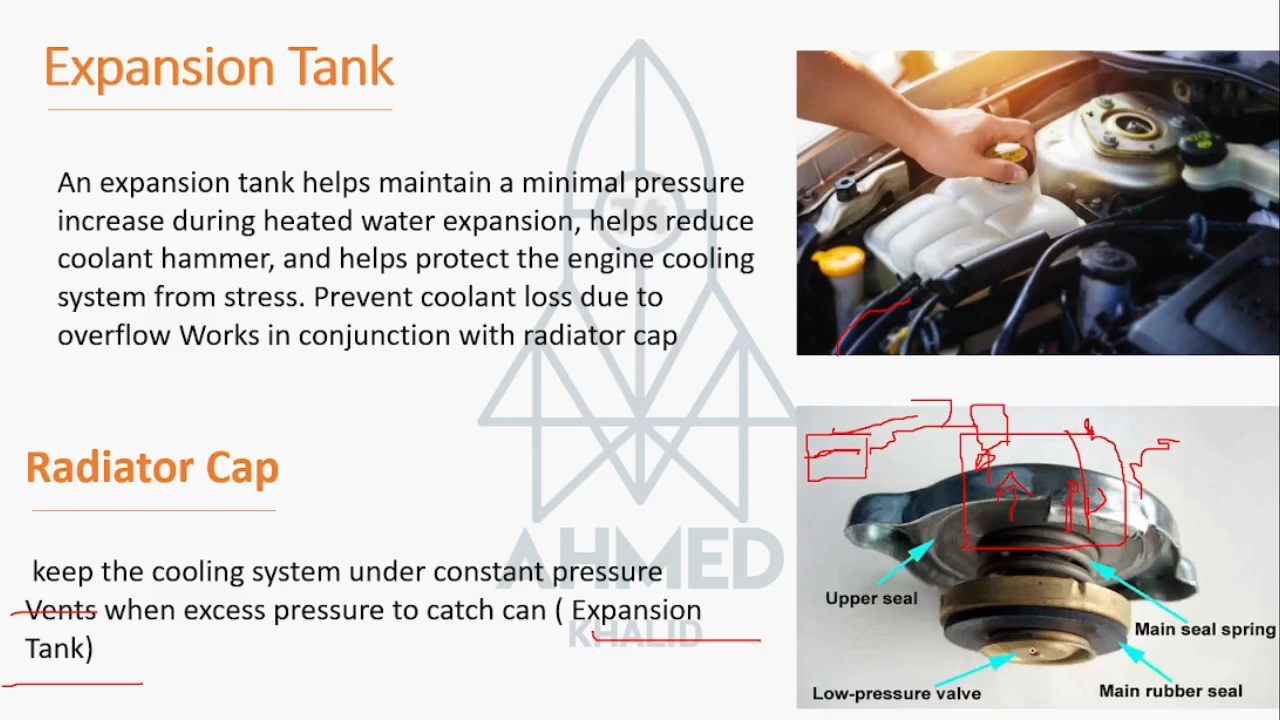 Expansion Tank
An expansion tank helps maintain a minimal pressure
increase during heated water expansion, helps reduce
coolant hammer, and helps protect the engine cooling
system from stress. Prevent coolant loss due to
overflow Works in conjunction with radiator cap
Radiator Cap
keep the cooling system under constant pressure
Vents when excess pressure to catch can ( Expansion
Tank)
AHMED
KHALID
Upper seal
Main seal spring
Low-pressure valve
Main rubber seal